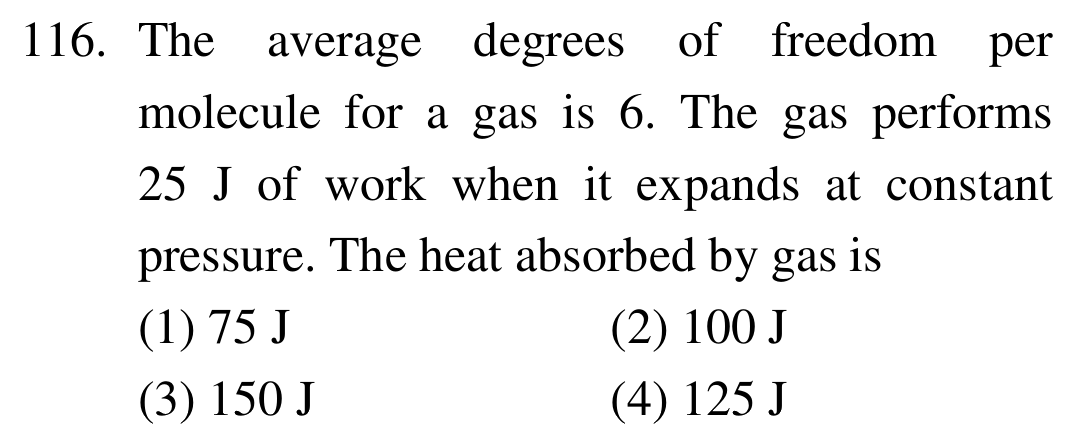 116. The average degrees of freedom per
molecule for a gas is 6. The gas performs
25 J of work when it expands at constant
pressure. The heat absorbed by gas is
(1) 75 J (2) 100 J
(3) 150 J (4) 125 J